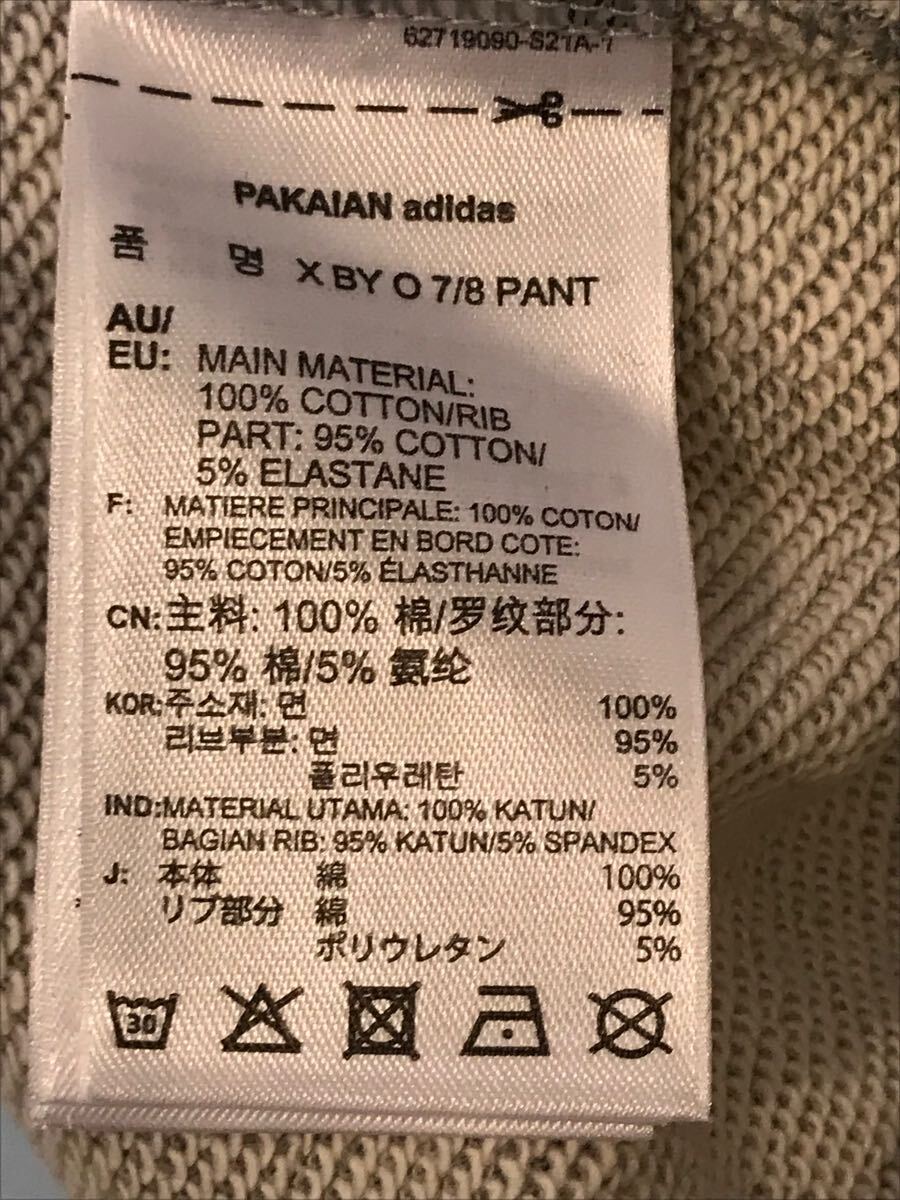 62719090-S21A-1
PAKAIAN adidas
품 명 X BY O 7/8 PANT
AU/
EU: MAIN MATERIAL:
100% COTTON/RIB
PART: 95% COTTON/
5% ELASTANE
F: MATIERE PRINCIPALE: 100% COTON/
EMPIECEMENT EN BORD COTE:
95% COTON/5% ÉLASTHANNE
CN: 主料: 100% 棉/罗纹部分:
95% 棉/5% 氨纶
KOR: 주소재: 면 100%
리브부분: 면 95%
폴리우레탄 5%
IND: MATERIAL UTAMA: 100% KATUN/
BAGIAN RIB: 95% KATUN/5% SPANDEX
J: 本体 綿 100%
リブ部分 綿 95%
ポリウレタン 5%
30